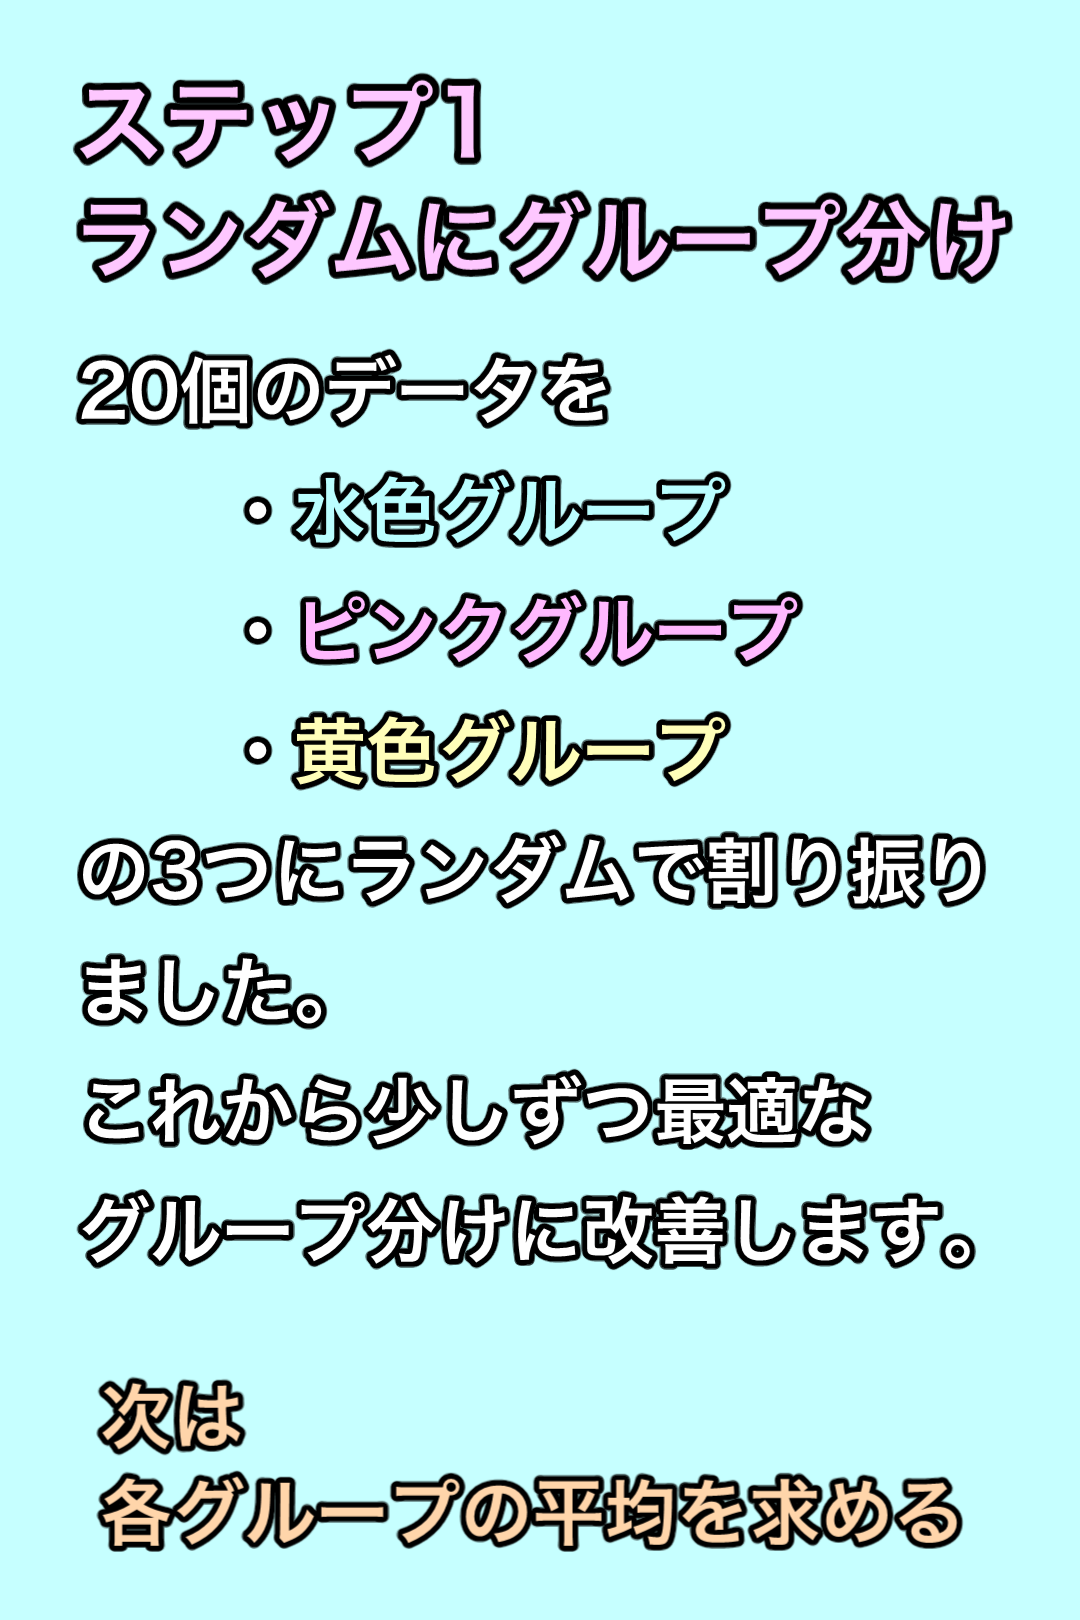 ステップ1
ランダムにグループ分け
20個のデータを
・水色グループ
・ピンクグループ
・黄色グループ
の3つにランダムで割り振り
ました。
これから少しずつ最適な
グループ分けに改善します。
次は
各グループの平均を求める